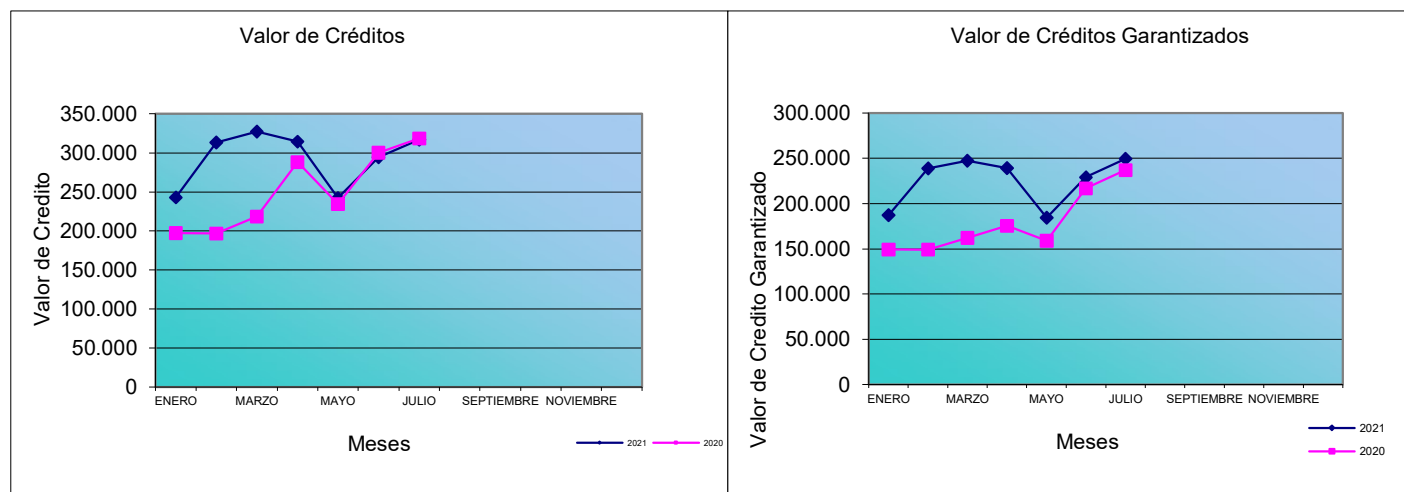 Valor de Créditos
Valor de Credito
350.000
300.000
250.000
200.000
150.000
100.000
50.000
0
ENERO MARZO MAYO JULIO SEPTIEMBRE NOVIEMBRE
Meses
2021 2020
Valor de Créditos Garantizados
Valor de Credito Garantizado
300.000
250.000
200.000
150.000
100.000
50.000
0
ENERO MARZO MAYO JULIO SEPTIEMBRE NOVIEMBRE
Meses
2021
2020